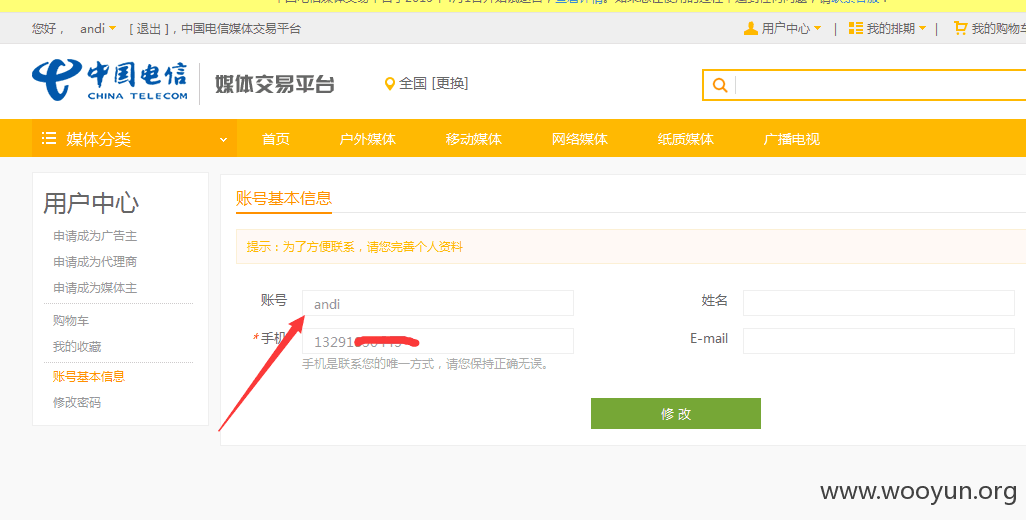 您好， andi [ 退出 ] , 中国电信媒体交易平台
用户中心 | 我的排期 | 我的购物车
中国电信
CHINA TELECOM
媒体交易平台
全国 [更换]
媒体分类
首页 户外媒体 移动媒体 网络媒体 纸质媒体 广播电视
用户中心
申请成为广告主
申请成为代理商
申请成为媒体主
购物车
我的收藏
账号基本信息
修改密码
账号基本信息
提示：为了方便联系，请您完善个人资料
账号 andi 姓名
*手机 1329 E-mail
手机是联系您的唯一方式，请您保持正确无误。
修 改
www.wooyun.org